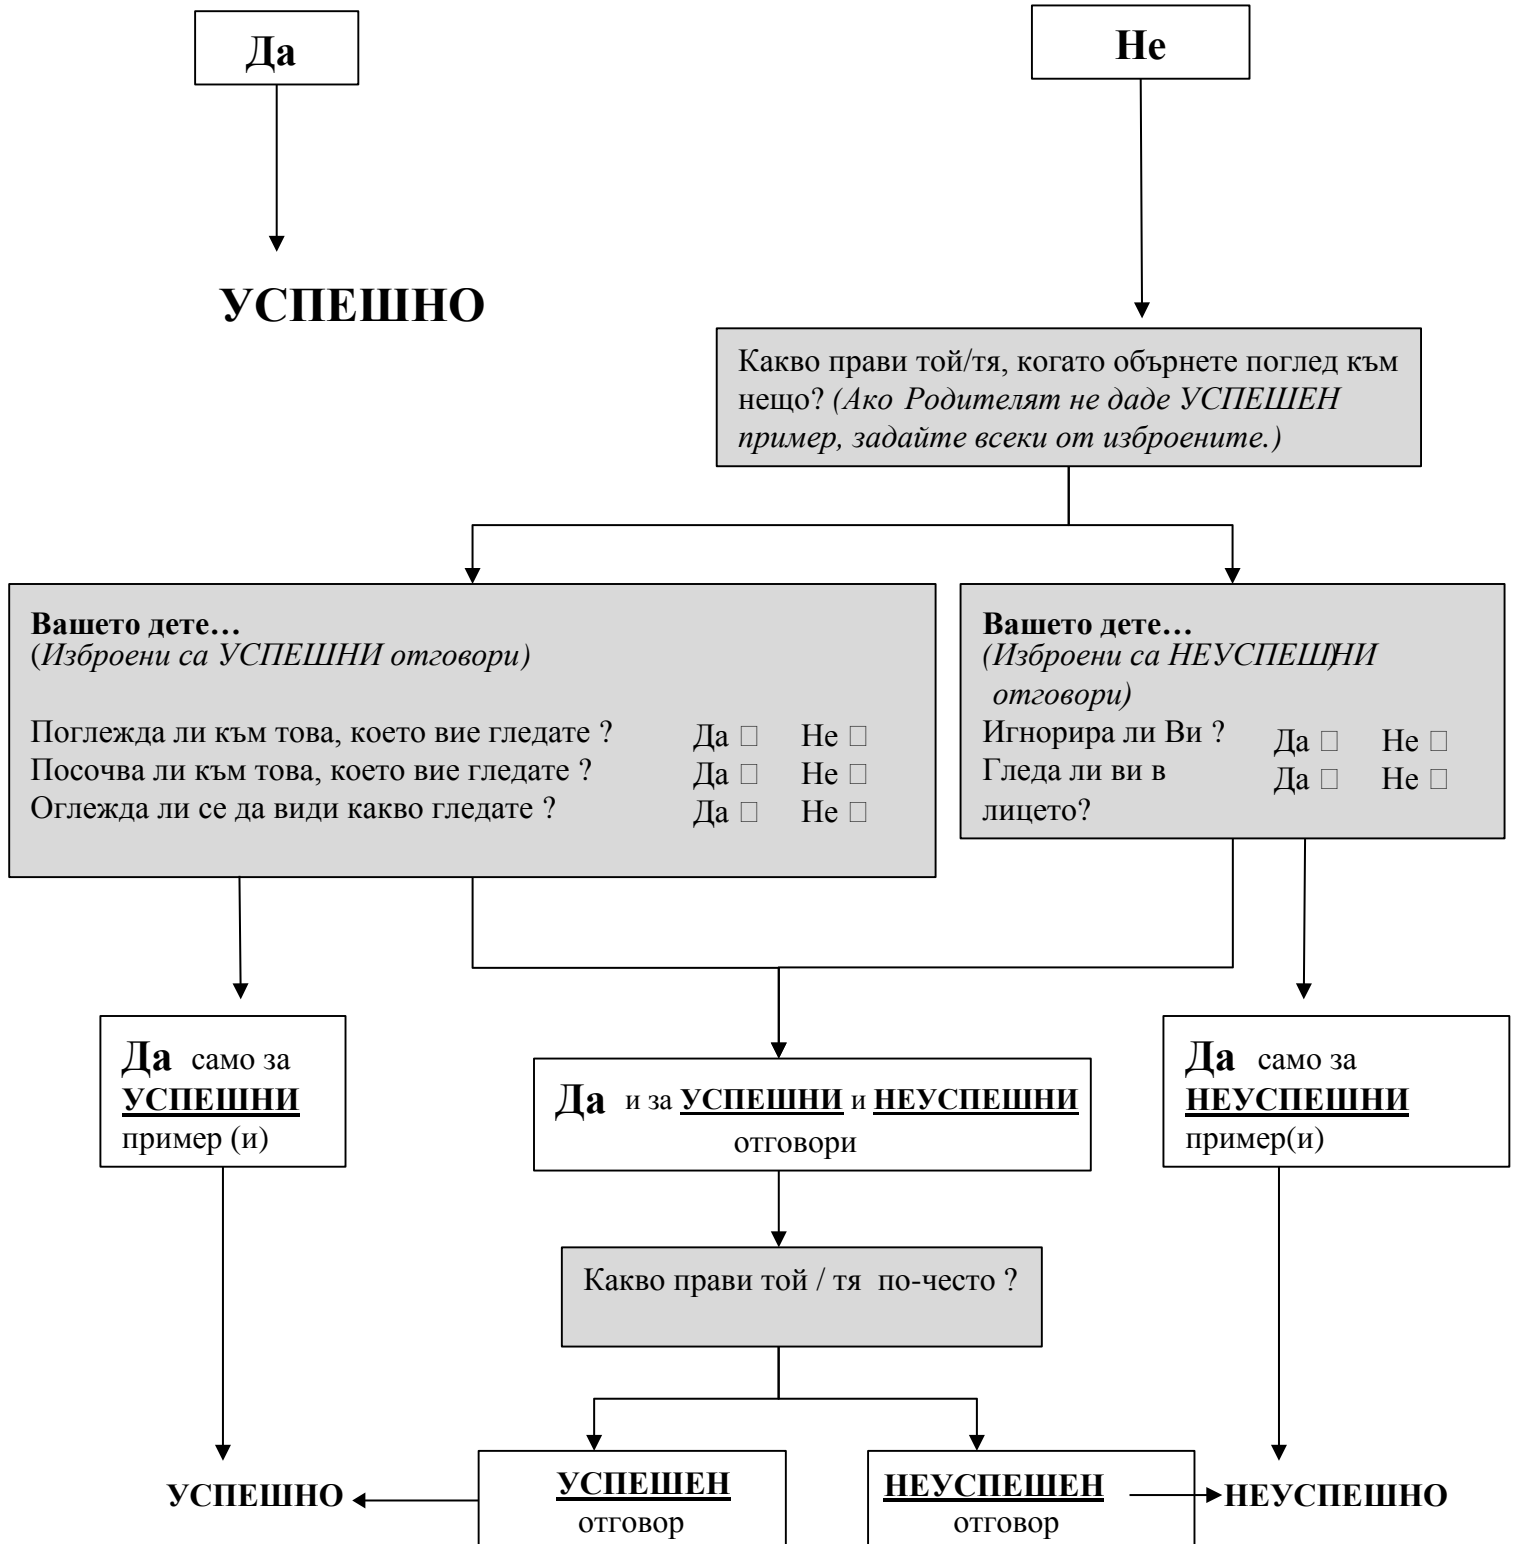 Да
Не
УСПЕШНО
Какво прави той/тя, когато обърнете поглед към
нещо? (Ако Родителят не даде УСПЕШЕН
пример, задайте всеки от изброените.)
Вашето дете…
(Изброени са УСПЕШНИ отговори)
Поглежда ли към това, което вие гледате ? Да □ Не □
Посочва ли към това, което вие гледате ? Да □ Не □
Оглежда ли се да види какво гледате ? Да □ Не □
Вашето дете…
(Изброени са НЕУСПЕШНИ)
отговори)
Игнорира ли Ви ? Да □ Не □
Гледа ли ви в Да □ Не □
лицето?
Да само за
УСПЕШНИ
пример (и)
Да и за УСПЕШНИ и НЕУСПЕШНИ
отговори
Да само за
НЕУСПЕШНИ
пример(и)
Какво прави той / тя по-често ?
УСПЕШНО
УСПЕШЕН
отговор
НЕУСПЕШЕН
отговор
НЕУСПЕШНО